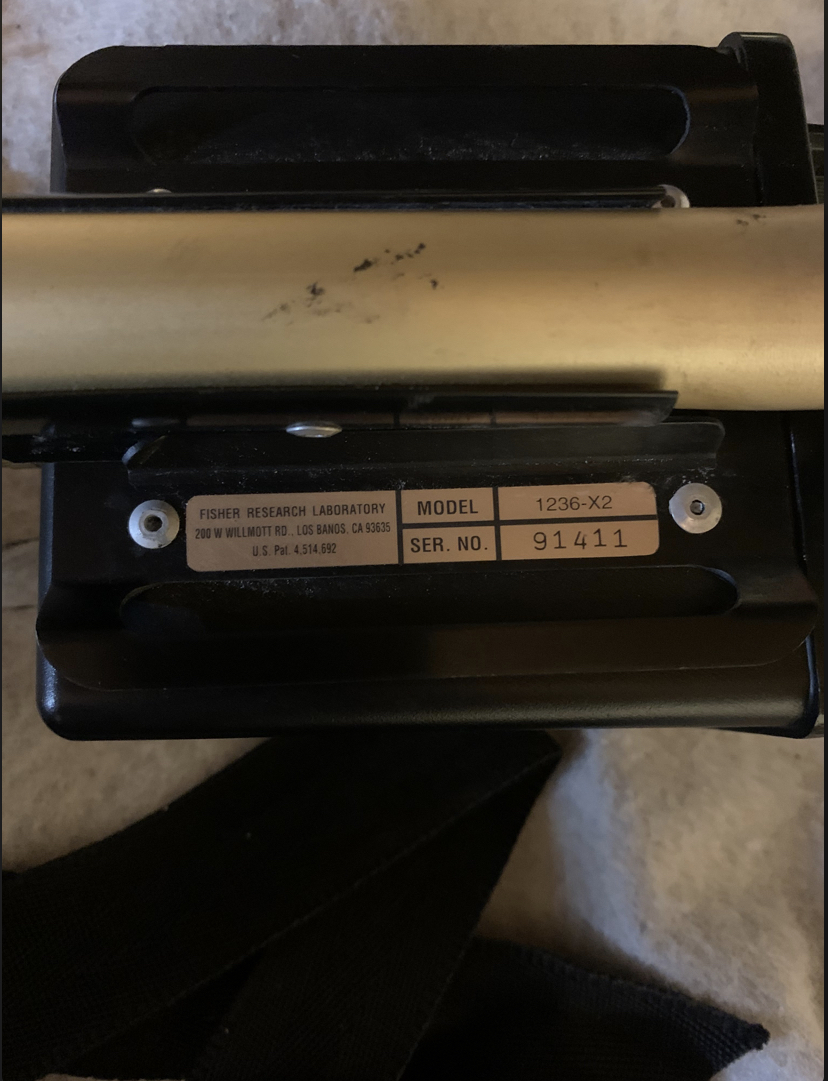 FISHER RESEARCH LABORATORY
200 W WILLMOTT RD., LOS BANOS, CA 93635
U.S. Pat. 4,514,692
MODEL 1236-X2
SER. NO. 91411